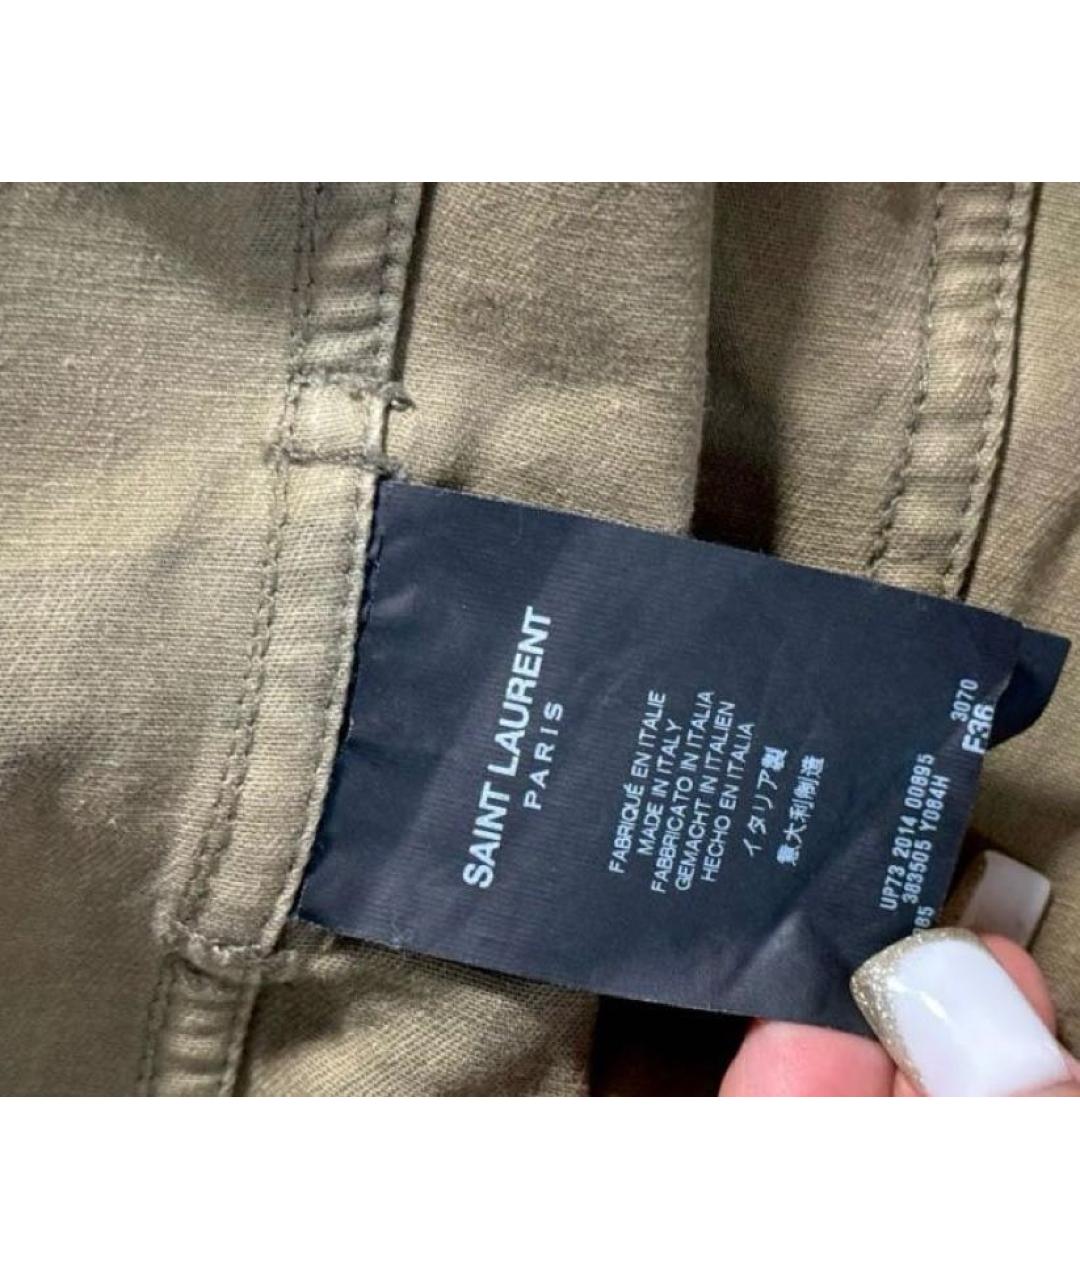 SAINT LAURENT
PARIS
FABRIQUÉ EN ITALIE
MADE IN ITALY
FABBRICATO IN ITALIA
GEMACHT IN ITALIEN
HECHO EN ITALIA
イタリア製
意大利制造
UP73 2014 00895
383505 Y084H
85
3070
F36